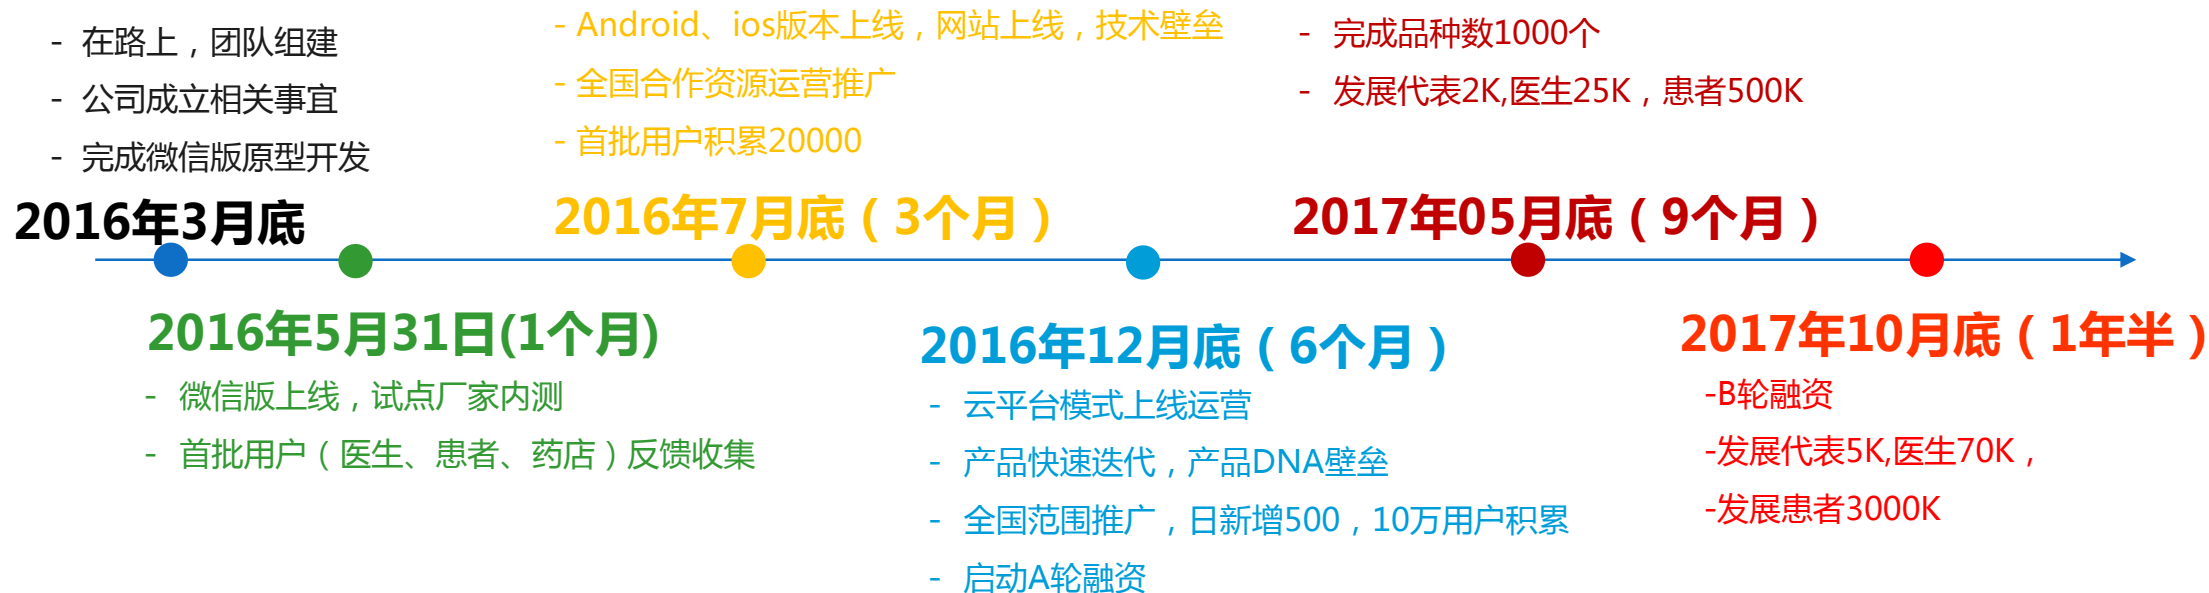 - 在路上，团队组建
- 公司成立相关事宜
- 完成微信版原型开发
2016年3月底
- Android、ios版本上线，网站上线，技术壁垒
- 全国合作资源运营推广
- 首批用户积累20000
2016年7月底（3个月）
- 完成品种数1000个
- 发展代表2K,医生25K，患者500K
2017年05月底（9个月）
2016年5月31日(1个月)
- 微信版上线，试点厂家内测
- 首批用户（医生、患者、药店）反馈收集
2016年12月底（6个月）
- 云平台模式上线运营
- 产品快速迭代，产品DNA壁垒
- 全国范围推广，日新增500，10万用户积累
- 启动A轮融资
2017年10月底（1年半）
-B轮融资
-发展代表5K,医生70K，
-发展患者3000K